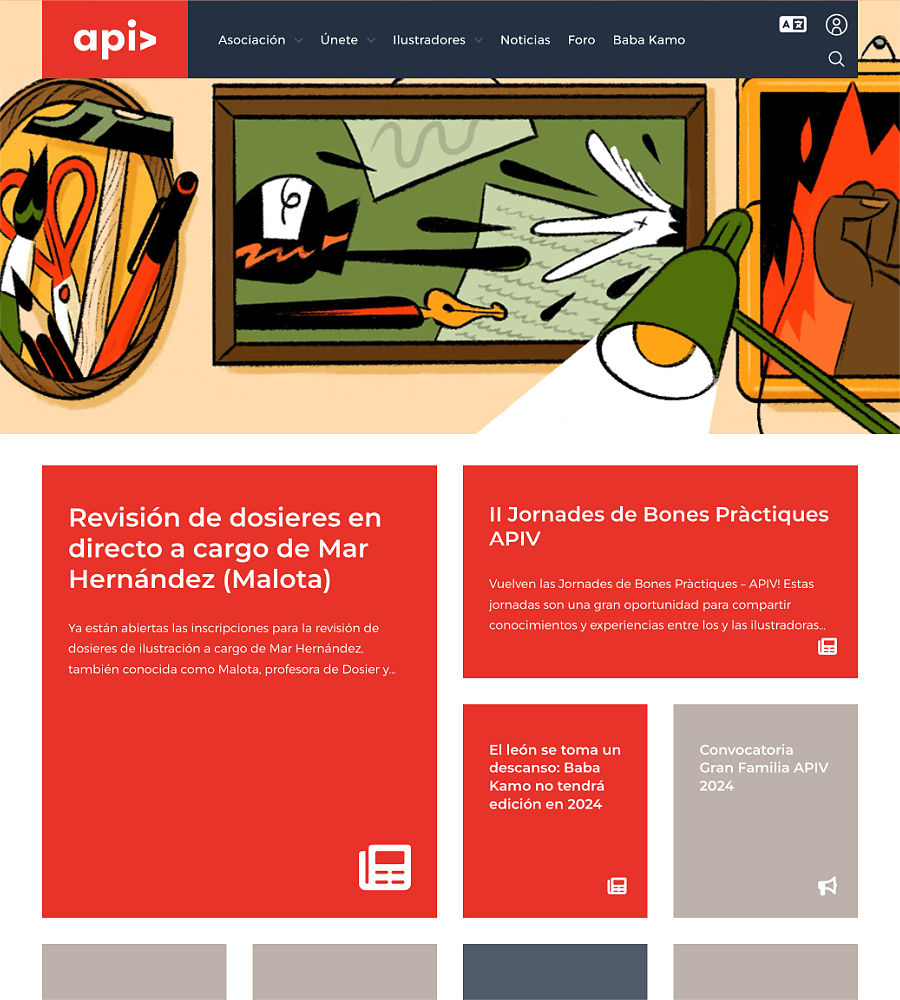 apiv
Asociación Únete Ilustradores Noticias Foro Baba Kamo
Revisión de dosieres en
directo a cargo de Mar
Hernández (Malota)
Ya están abiertas las inscripciones para la revisión de
dosieres de ilustración a cargo de Mar Hernández,
también conocida como Malota, profesora de Dosier y...
II Jornades de Bones Pràctiques
APIV
Vuelven las Jornades de Bones Pràctiques – APIV! Estas
jornadas son una gran oportunidad para compartir
conocimientos y experiencias entre los y las ilustradoras...
El león se toma un
descanso: Baba
Kamo no tendrá
edición en 2024
Convocatoria
Gran Familia APIV
2024